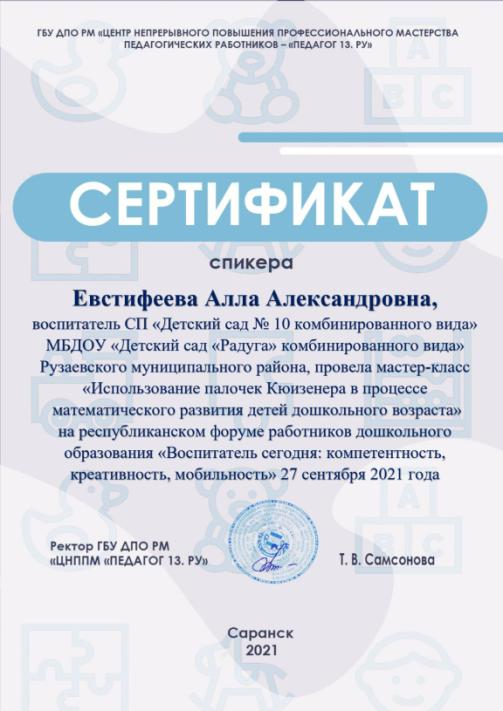 ГБУ ДПО РМ «ЦЕНТР НЕПРЕРЫВНОГО ПОВЫШЕНИЯ ПРОФЕССИОНАЛЬНОГО МАСТЕРСТВА
ПЕДАГОГИЧЕСКИХ РАБОТНИКОВ – «ПЕДАГОГ 13. РУ»
СЕРТИФИКАТ
спикера
Евстифеева Алла Александровна,
воспитатель СП «Детский сад № 10 комбинированного вида»
МБДОУ «Детский сад «Радуга» комбинированного вида»
Рузаевского муниципального района, провела мастер-класс
«Использование палочек Кюизенера в процессе
математического развития детей дошкольного возраста»
на республиканском форуме работников дошкольного
образования «Воспитатель сегодня: компетентность,
креативность, мобильность» 27 сентября 2021 года
Ректор ГБУ ДПО РМ
«ЦНППМ «ПЕДАГОГ 13. РУ»
Т. В. Самсонова
Саранск
2021